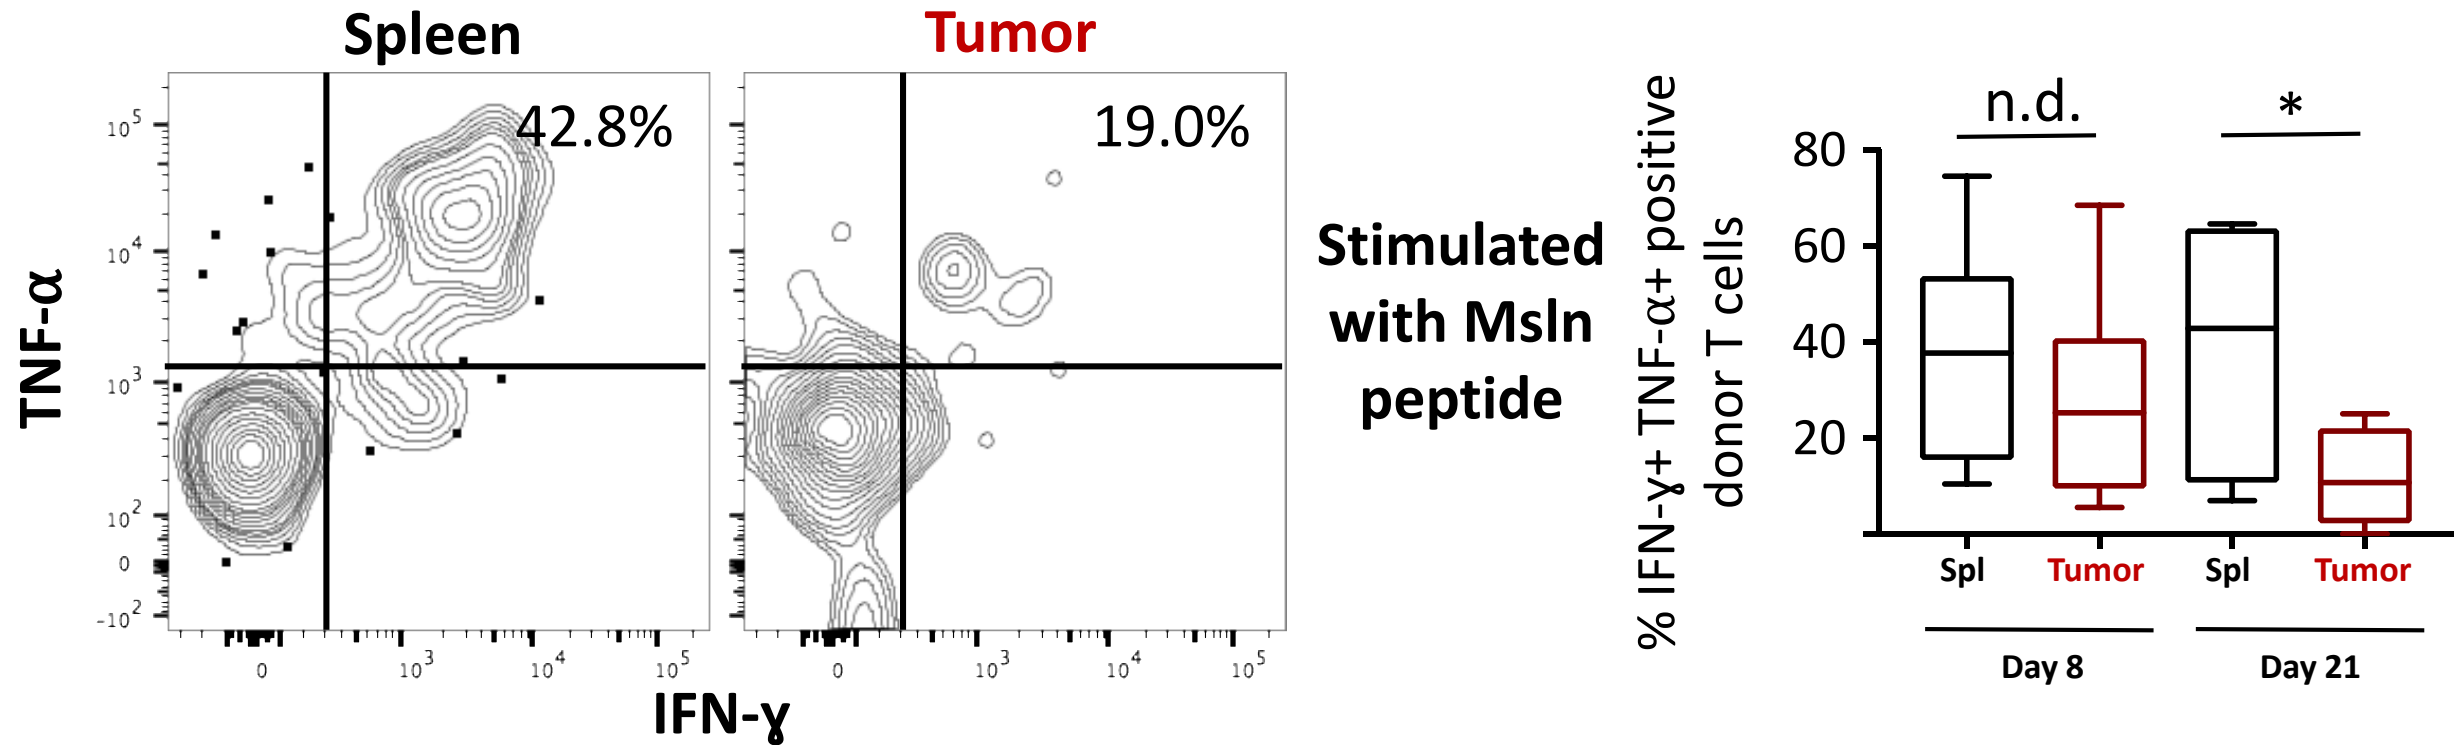 Spleen
Tumor
TNF-α
10^5
10^4
10^3
10^2
0
-10^2
42.8%
0
10^3
10^4
10^5
19.0%
0
10^3
10^4
10^5
IFN-ɣ
Stimulated
with Msln
peptide
% IFN-ɣ+ TNF-α+ positive
donor T cells
n.d.
*
80
60
40
20
Spl
Tumor
Spl
Tumor
Day 8
Day 21